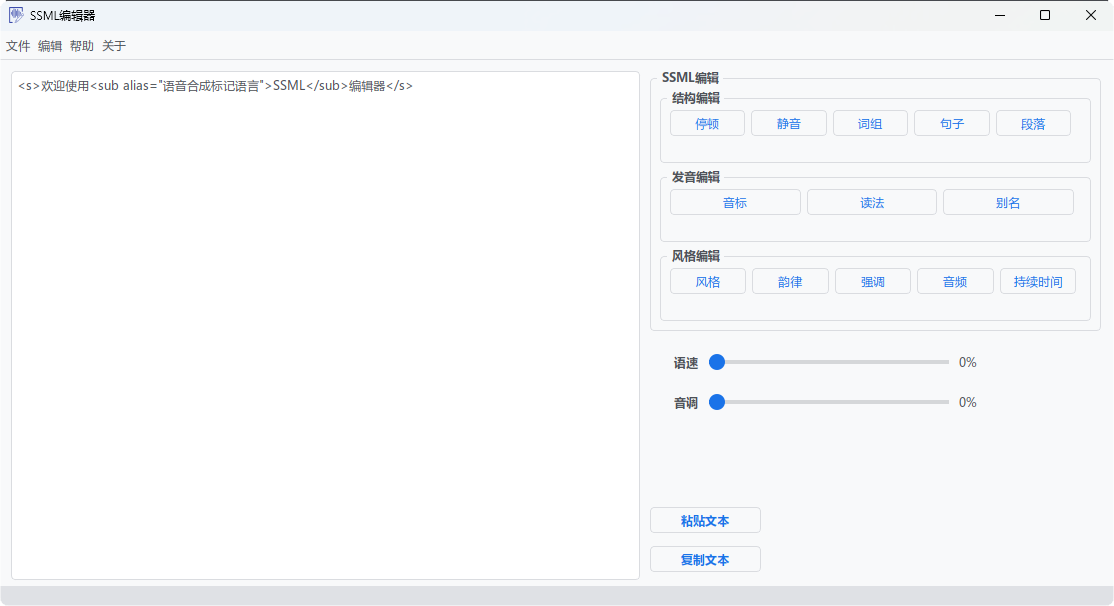 SSML编辑器
文件 编辑 帮助 关于
<s>欢迎使用<sub alias="语音合成标记语言">SSML</sub>编辑器</s>
SSML编辑
结构编辑
停顿 静音 词组 句子 段落
发音编辑
音标 读法 别名
风格编辑
风格 韵律 强调 音频 持续时间
语速 0%
音调 0%
粘贴文本
复制文本